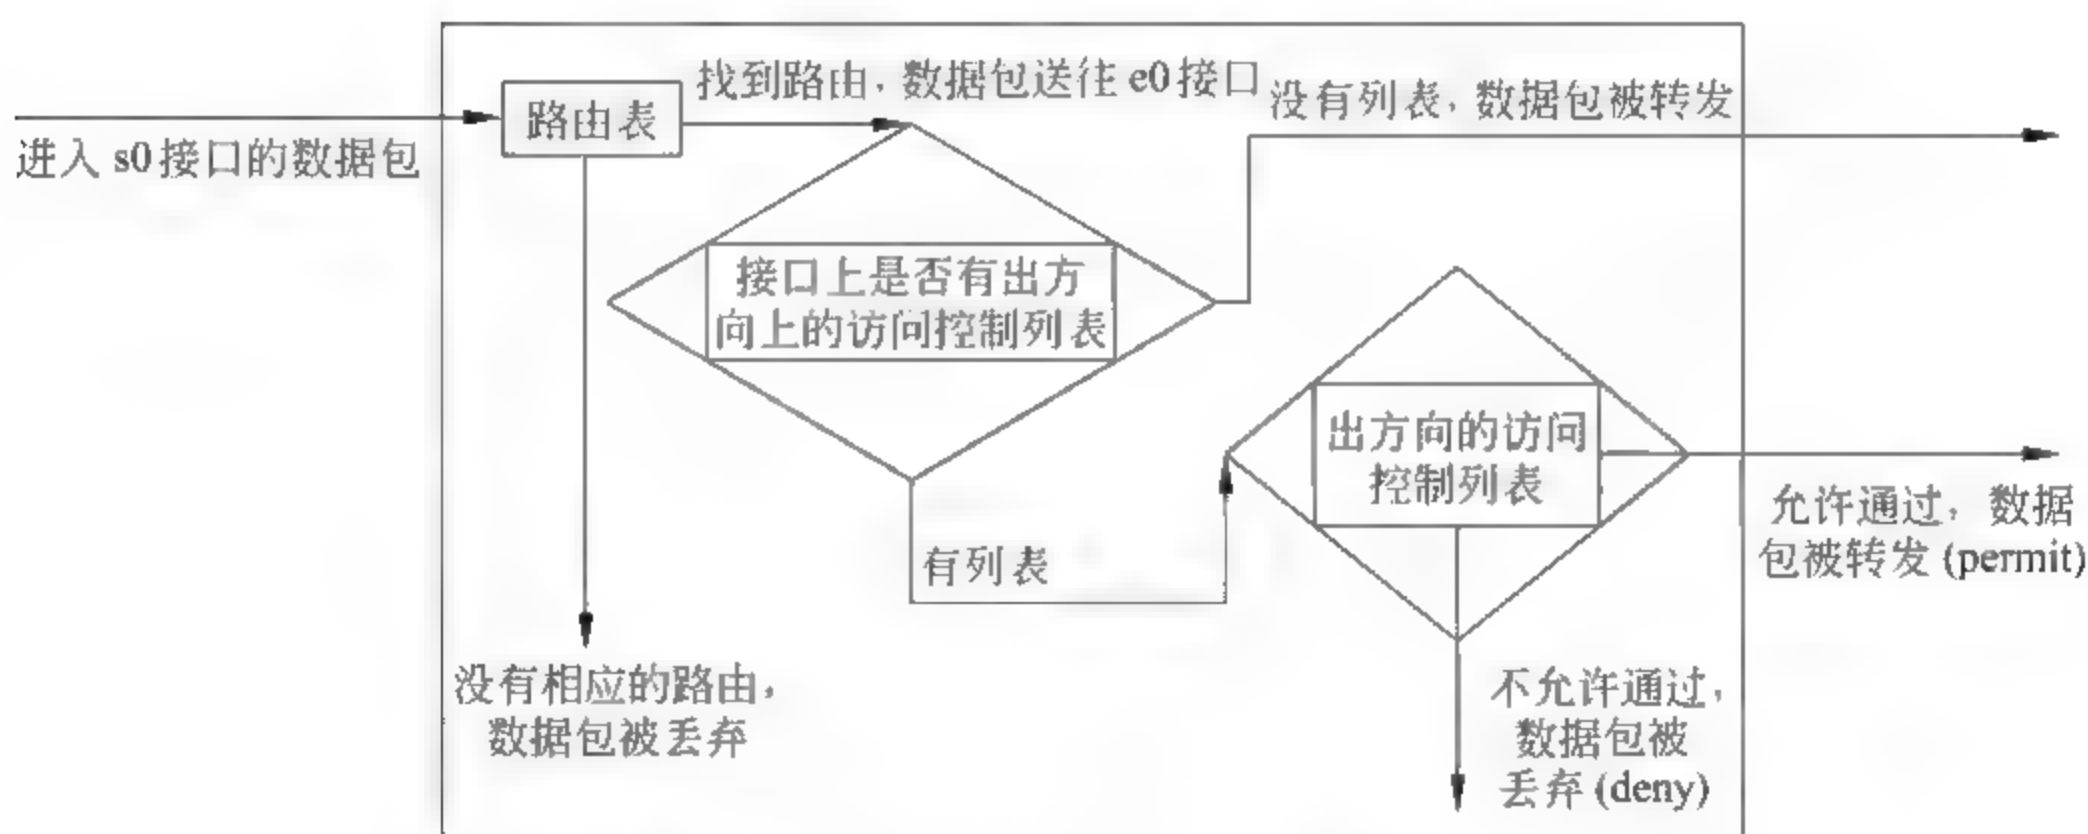 找到路由，数据包送往 e0 接口
没有列表，数据包被转发
路由表
进入 s0 接口的数据包
接口上是否有出方
向上的访问控制列表
出方向的访问
控制列表
允许通过，数据
包被转发 (permit)
有列表
没有相应的路由，
数据包被丢弃
不允许通过，
数据包被
丢弃 (deny)